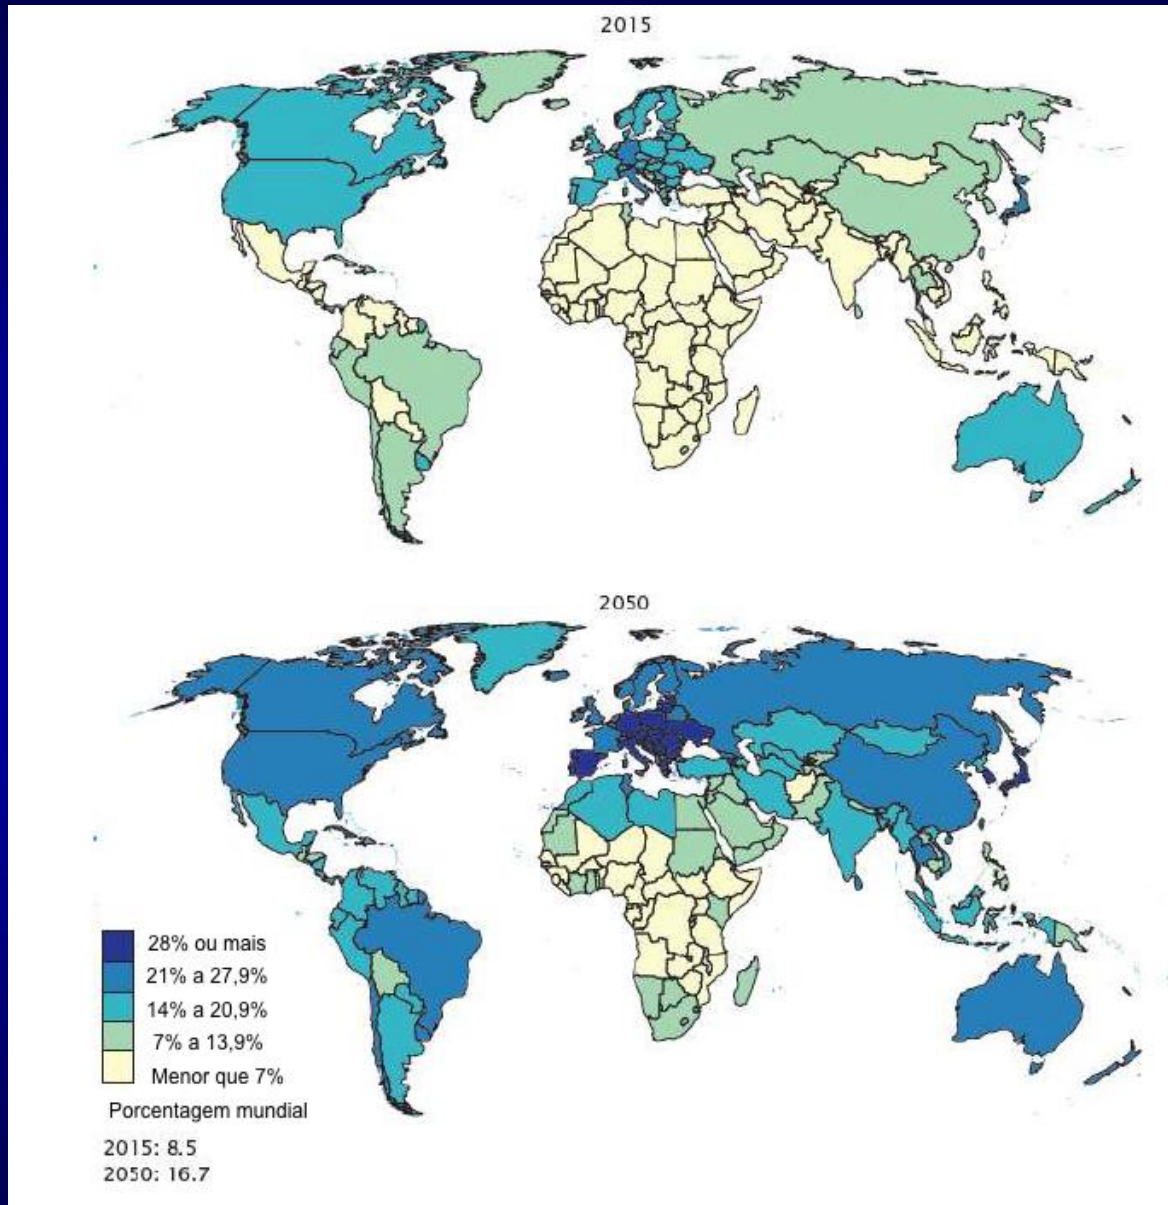 2015
2050
28% ou mais
21% a 27,9%
14% a 20,9%
7% a 13,9%
Menor que 7%
Porcentagem mundial
2015: 8.5
2050: 16.7